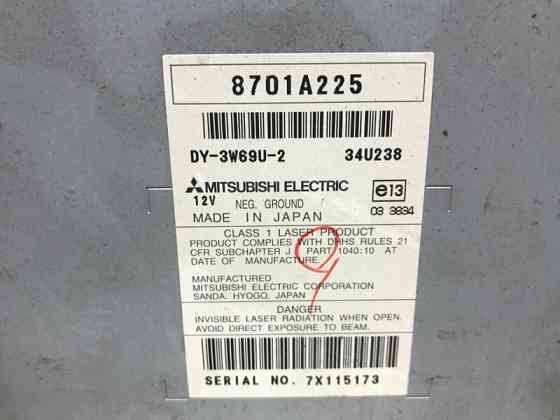 8701A225
DY-3W69U-2 34U238
MITSUBISHI ELECTRIC e13
12V NEG. GROUND 03 3834
MADE IN JAPAN
CLASS 1 LASER PRODUCT
PRODUCT COMPLIES WITH DHHS RULES 21
CFR SUBCHAPTER J PART 1040:10 AT
DATE OF MANUFACTURE.
MANUFACTURED
MITSUBISHI ELECTRIC CORPORATION
SANDA. HYOGO, JAPAN
DANGER
INVISIBLE LASER RADIATION WHEN OPEN.
AVOID DIRECT EXPOSURE TO BEAM.
SERIAL NO. 7X115173
9